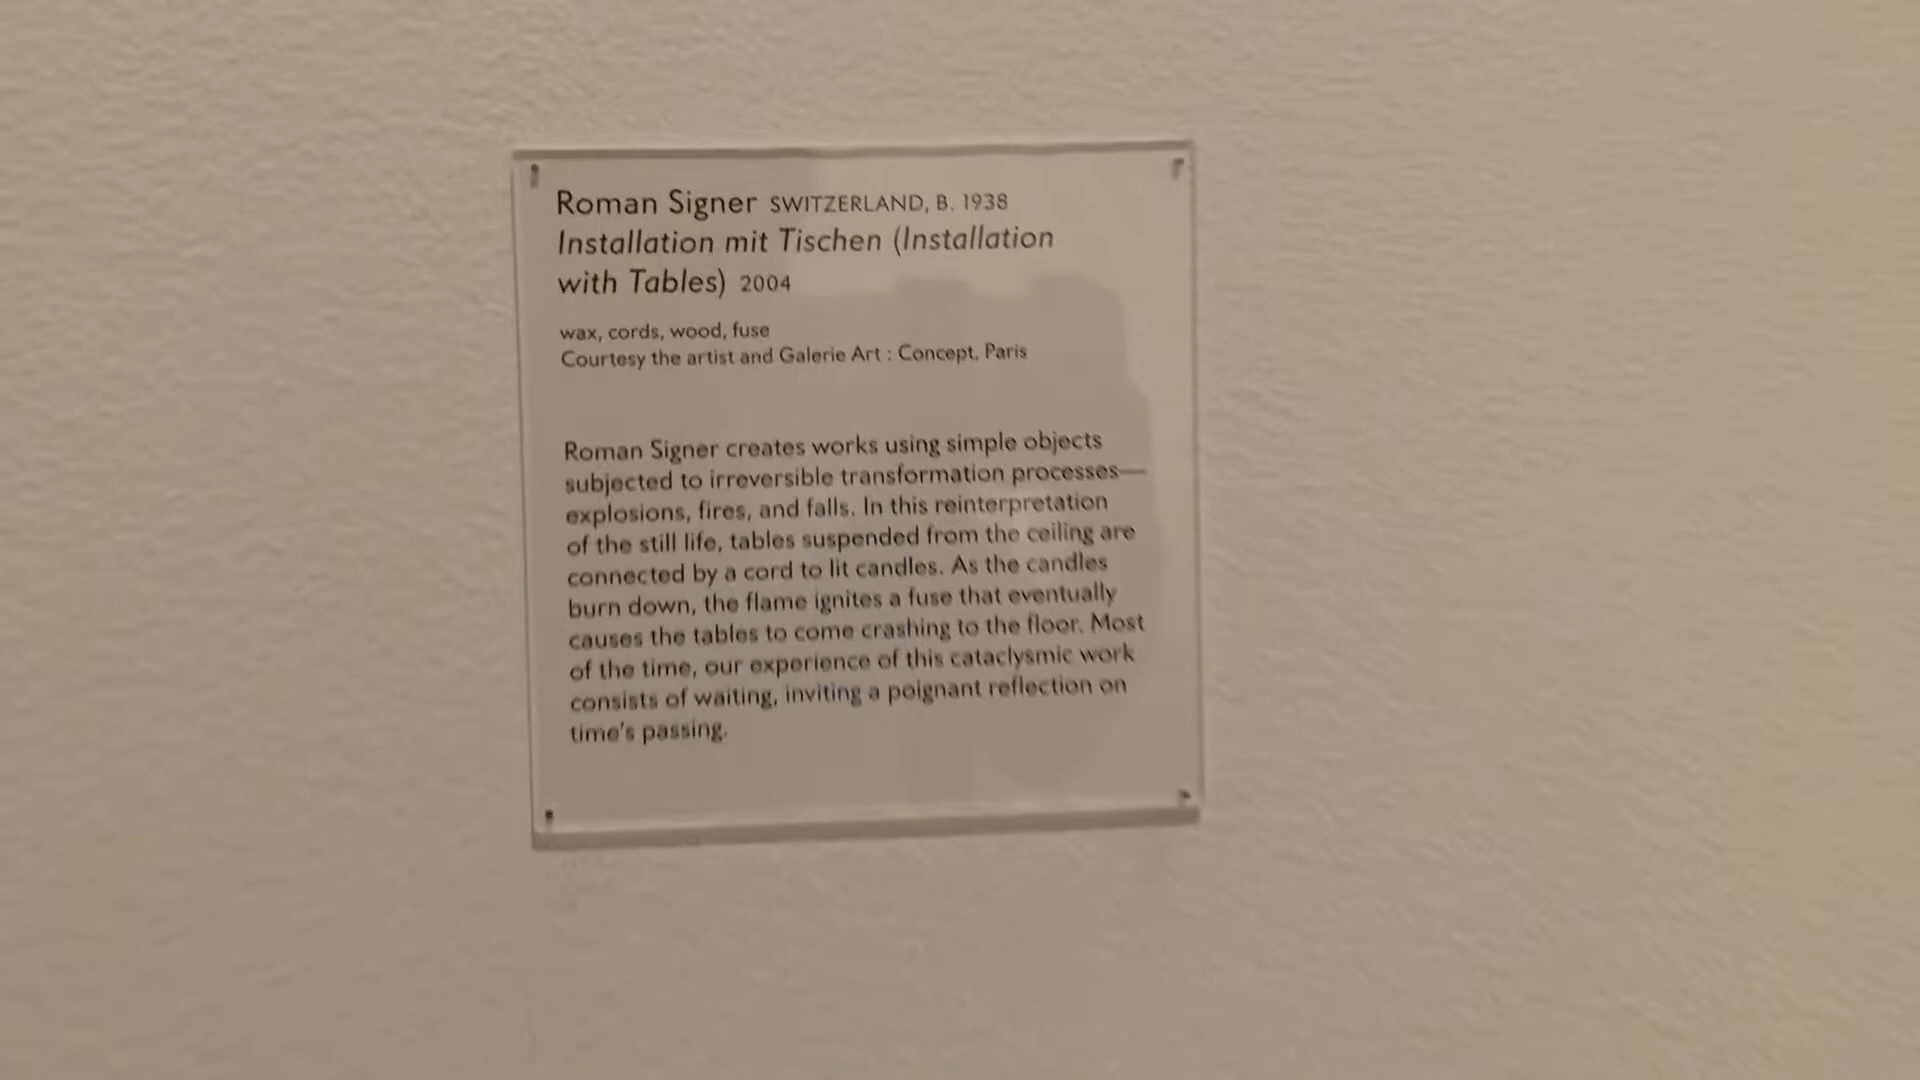 Roman Signer SWITZERLAND, B. 1938
Installation mit Tischen (Installation
with Tables) 2004
wax, cords, wood, fuse
Courtesy the artist and Galerie Art : Concept, Paris
Roman Signer creates works using simple objects
subjected to irreversible transformation processes—
explosions, fires, and falls. In this reinterpretation
of the still life, tables suspended from the ceiling are
connected by a cord to lit candles. As the candles
burn down, the flame ignites a fuse that eventually
causes the tables to come crashing to the floor. Most
of the time, our experience of this cataclysmic work
consists of waiting, inviting a poignant reflection on
time's passing.